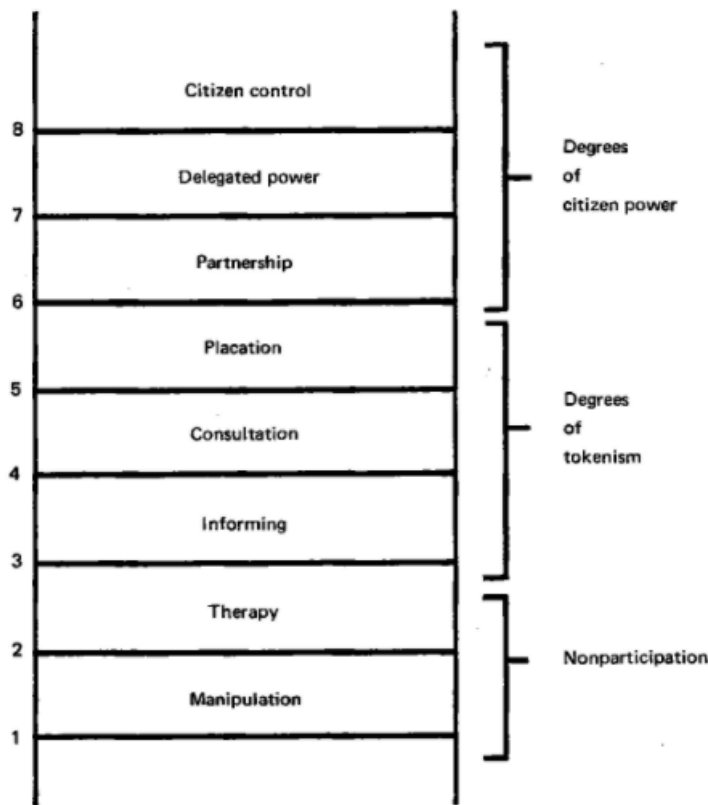 Citizen control
8
Delegated power
7
Partnership
6
Placation
5
Consultation
4
Informing
3
Therapy
2
Manipulation
1
Degrees
of
citizen power
Degrees
of
tokenism
Nonparticipation